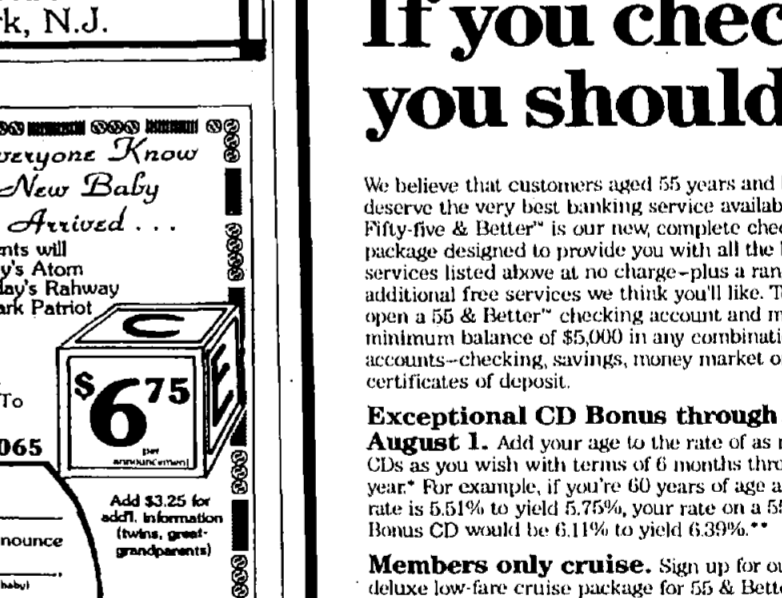 k, N.J.
Everyone Know
New Baby
Arrived . . .
nts will
y's Atom
lay's Rahway
ark Patriot
C
E
$6 75
per
announcement
To
065
Add $3.25 for
add'l. information
(twins, great-
grandparents)
nounce
baby)
If you chec
you should
We believe that customers aged 55 years and
deserve the very best banking service availab
Fifty-five & Better℠ is our new, complete chec
package designed to provide you with all the
services listed above at no charge–plus a ran
additional free services we think you'll like. T
open a 55 & Better℠ checking account and m
minimum balance of $5,000 in any combinati
accounts–checking, savings, money market o
certificates of deposit.
Exceptional CD Bonus through
August 1. Add your age to the rate of as
CDs as you wish with terms of 6 months thro
year.* For example, if you're 60 years of age a
rate is 5.51% to yield 5.75%, your rate on a 55
Bonus CD would be 6.11% to yield 6.39%.**
Members only cruise. Sign up for ou
deluxe low-fare cruise package for 55 & Bett